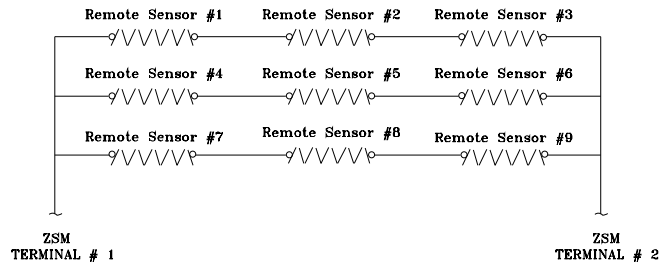 Remote Sensor #1 Remote Sensor #2 Remote Sensor #3
Remote Sensor #4 Remote Sensor #5 Remote Sensor #6
Remote Sensor #7 Remote Sensor #8 Remote Sensor #9
ZSM
TERMINAL # 1
ZSM
TERMINAL # 2